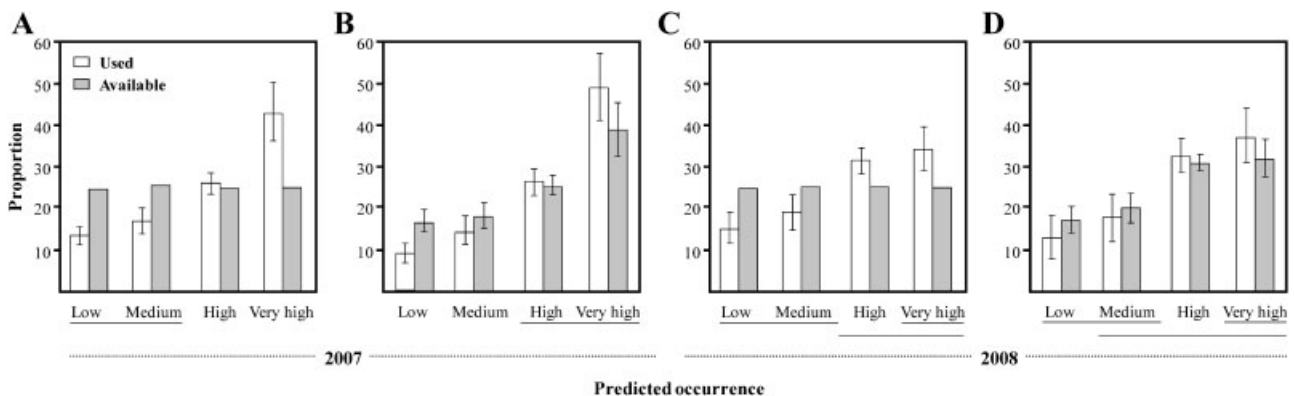 A B C D
60 60 60 60
Used
Available
50 50 50 50
40 40 40 40
30 30 30 30
20 20 20 20
10 10 10 10
Proportion
Low Medium High Very high Low Medium High Very high Low Medium High Very high Low Medium High Very high
2007 2008
Predicted occurrence